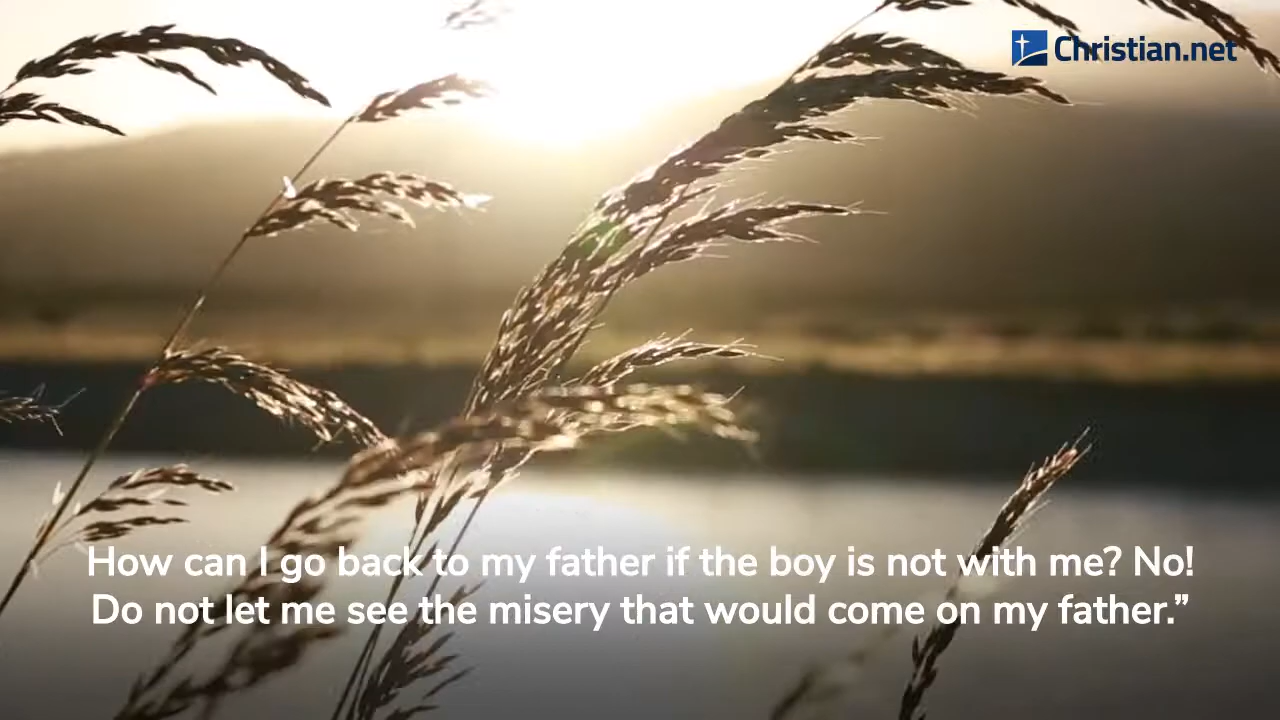 Christian.net
How can I go back to my father if the boy is not with me? No!
Do not let me see the misery that would come on my father.”